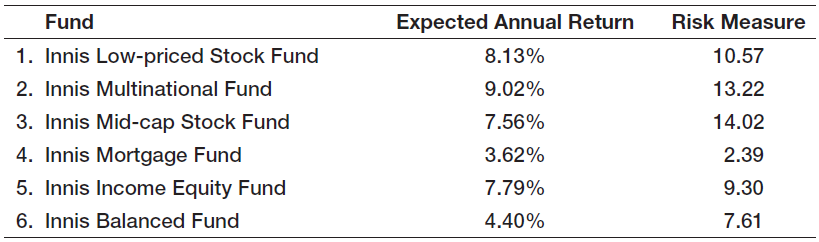 Fund Expected Annual Return Risk Measure
1. Innis Low-priced Stock Fund 8.13% 10.57
2. Innis Multinational Fund 9.02% 13.22
3. Innis Mid-cap Stock Fund 7.56% 14.02
4. Innis Mortgage Fund 3.62% 2.39
5. Innis Income Equity Fund 7.79% 9.30
6. Innis Balanced Fund 4.40% 7.61